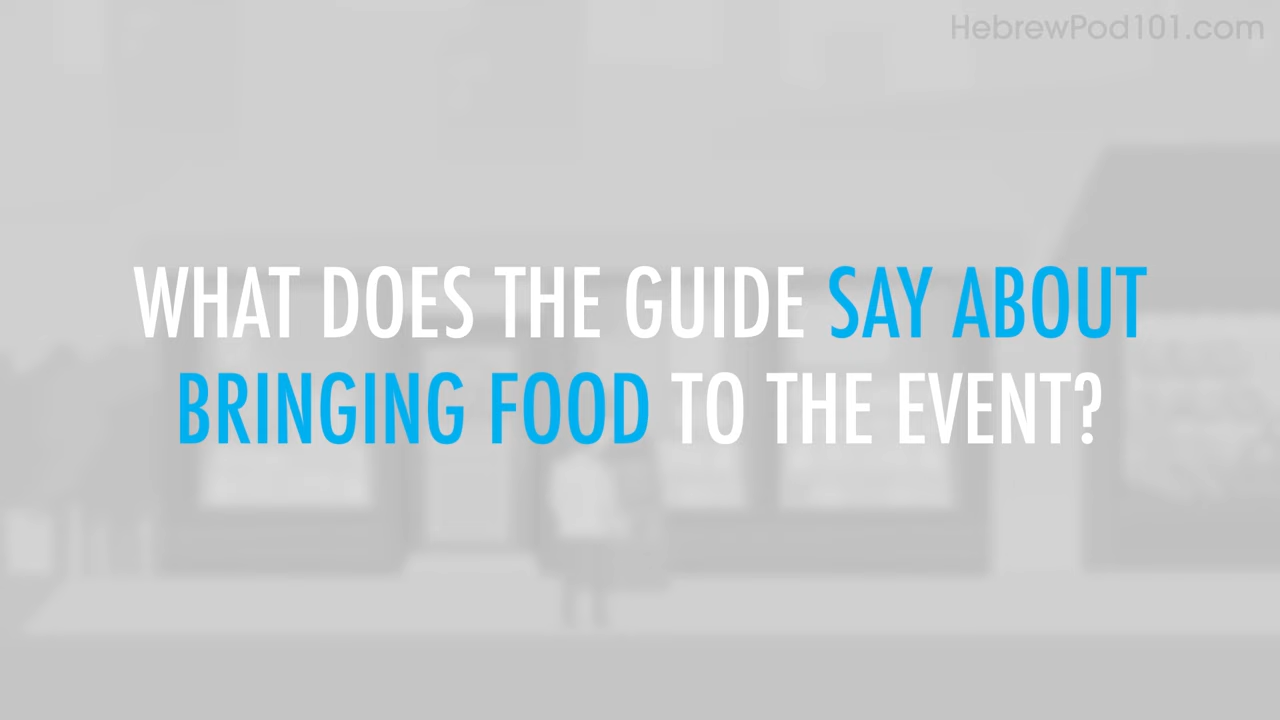 HebrewPod101.com
WHAT DOES THE GUIDE SAY ABOUT
BRINGING FOOD TO THE EVENT?